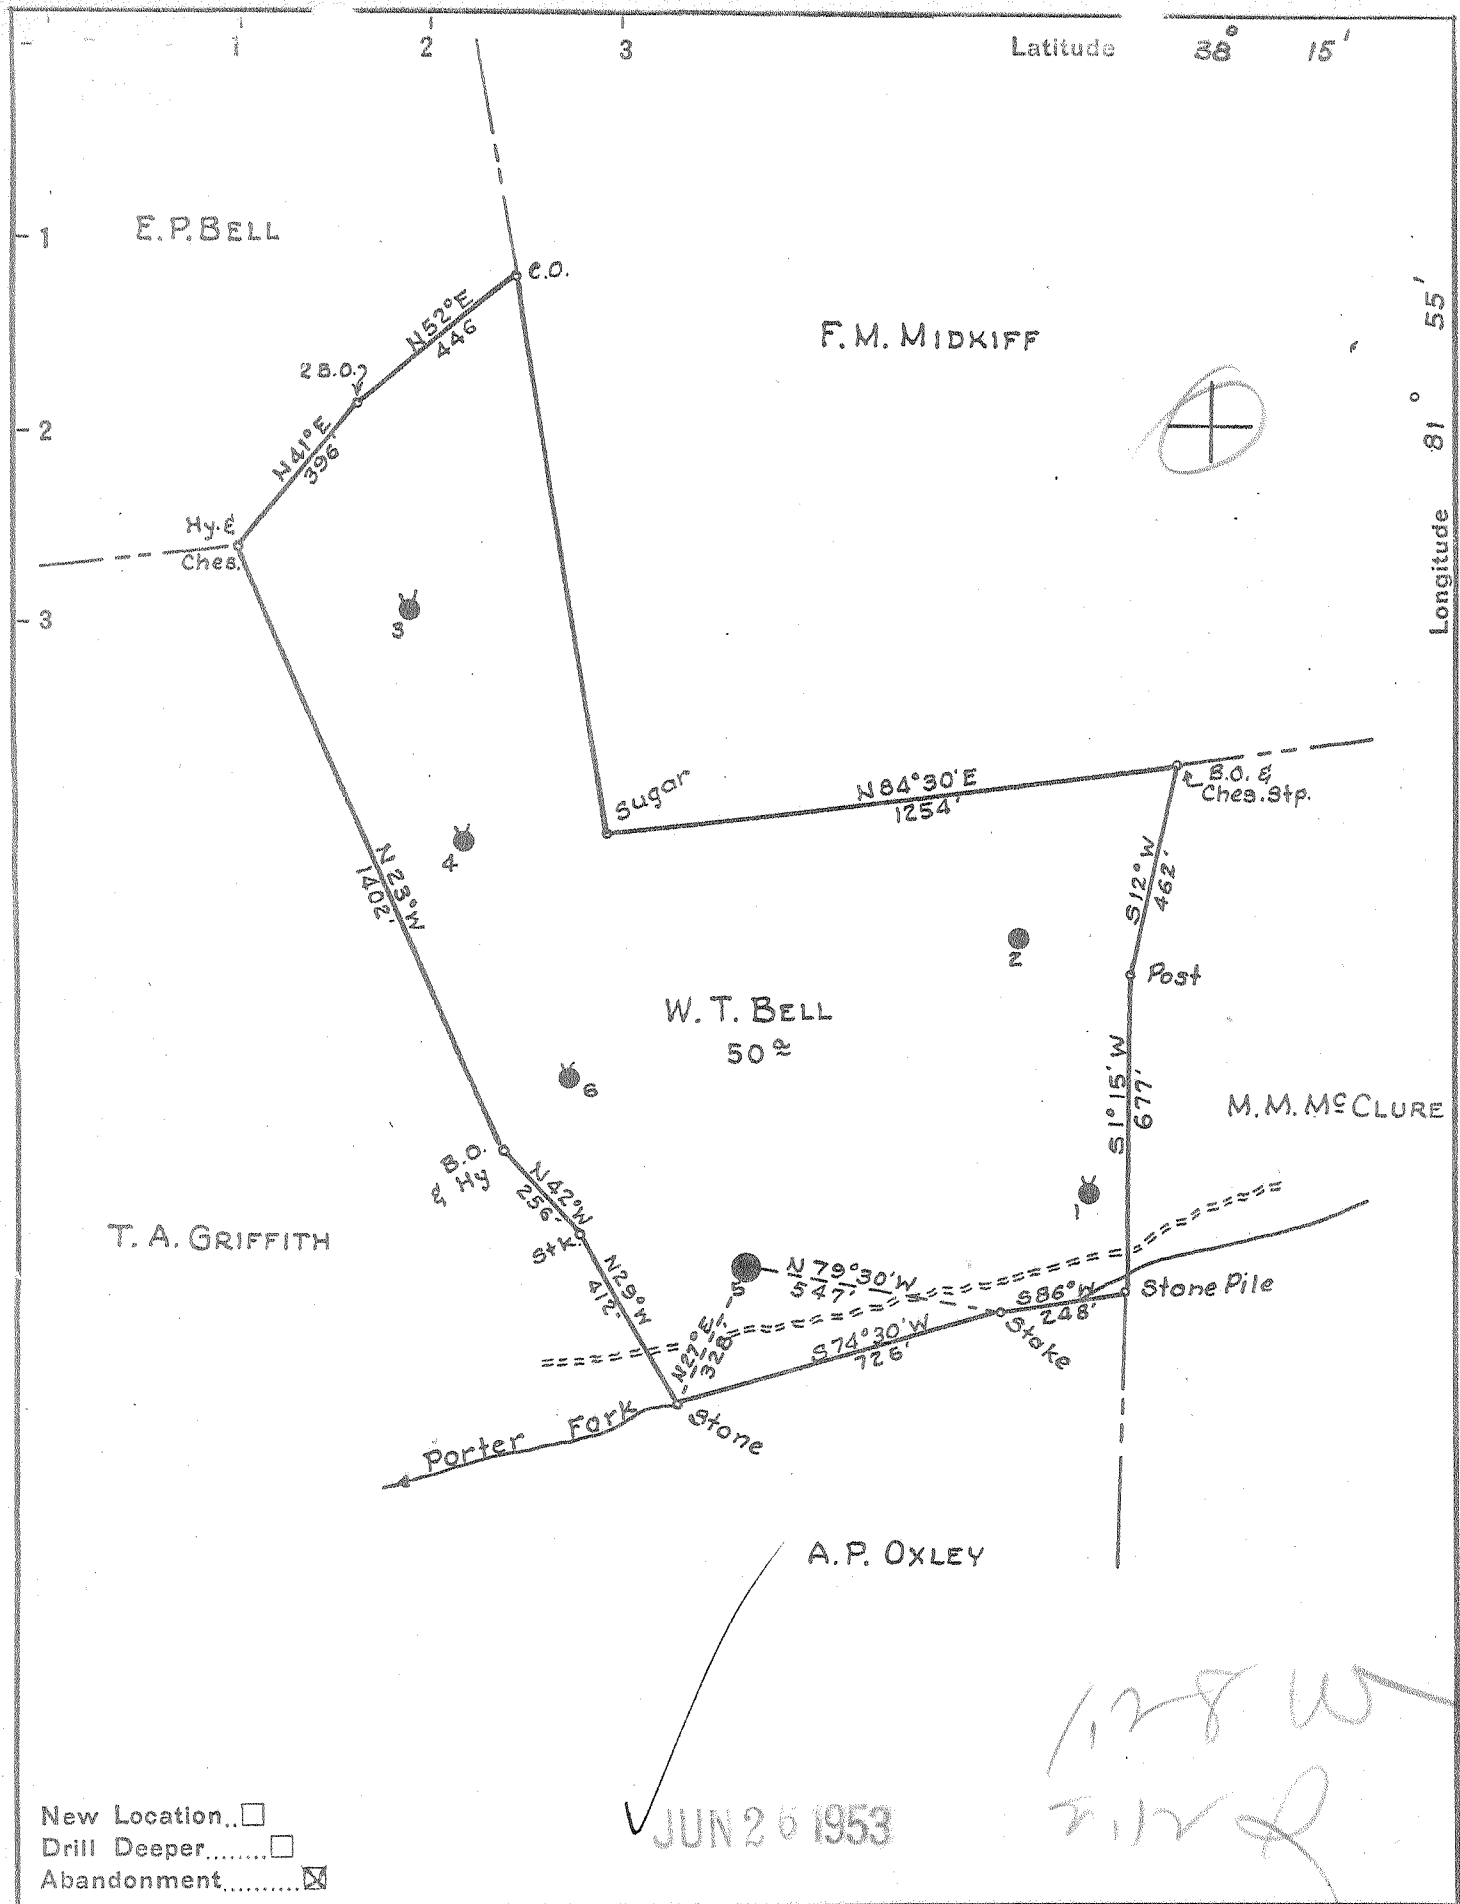 1 2 3 Latitude 38° 15'
E.P. BELL
1
C.O.
N52°E
446
F. M. MIDKIFF
Longitude 81° 55'
2 B.O.
2
N41°E
396'
Hy. &
Ches.
3
3
Sugar
N84°30'E
1254'
B.O. &
Ches. Stp.
4
N23°W
1402'
S12°W
462'
2
Post
W. T. BELL
50 a
S1°15'W
677'
6
M.M. McCLURE
B.O.
& Hy
N42°W
256'
Stk.
1
T. A. GRIFFITH
N29°W
412'
5
N79°30'W
547'
S86°W
248'
Stone Pile
Stake
N27°E
328'
S74°30'W
726'
Porter Fork
Stone
A.P. OXLEY
New Location..
Drill Deeper........
Abandonment..........
JUN 26 1953